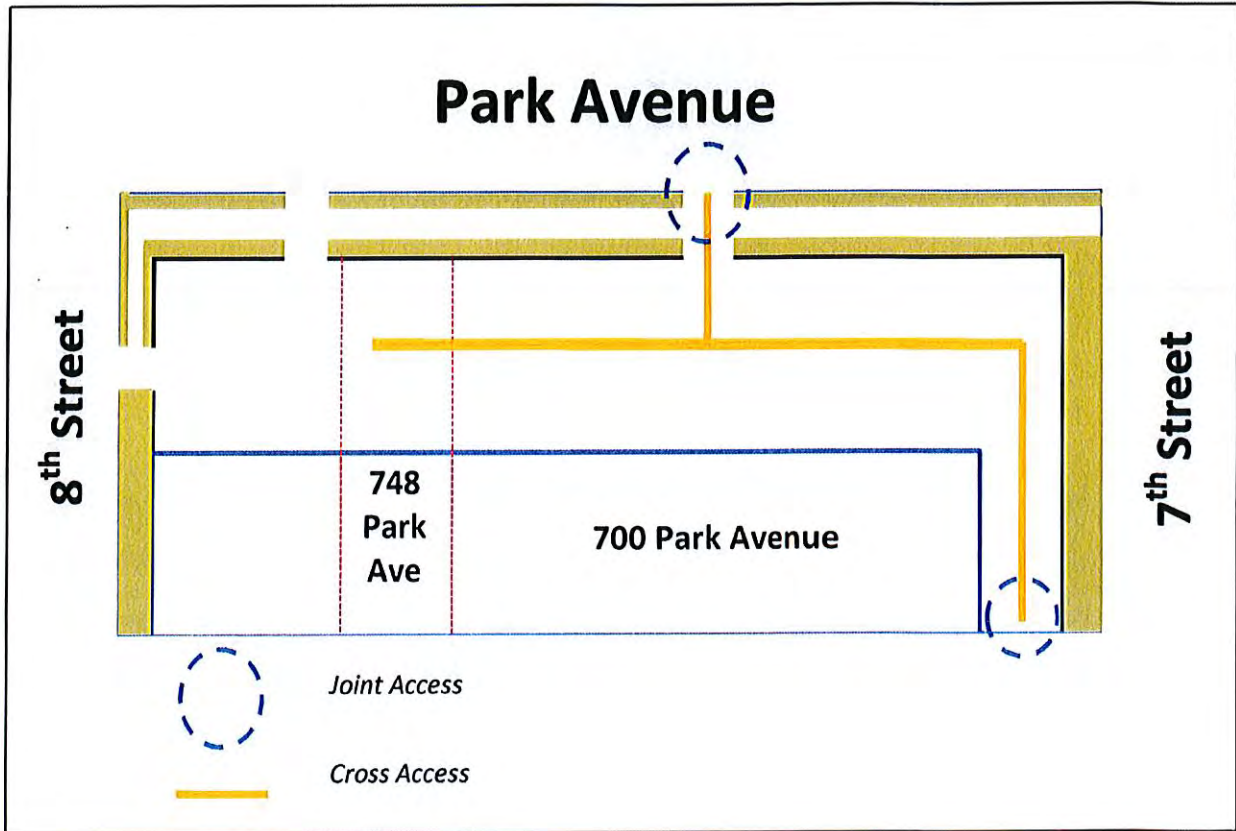 Park Avenue
8th Street
7th Street
748
Park
Ave
700 Park Avenue
Joint Access
Cross Access